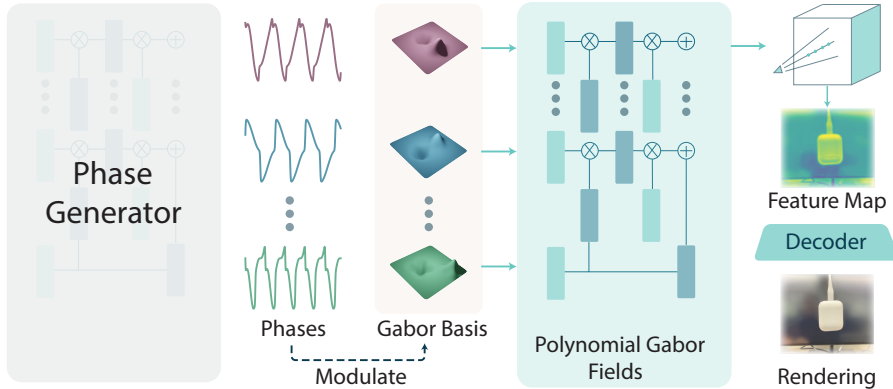 Phase
Generator
Phases
Gabor Basis
Modulate
Polynomial Gabor
Fields
Feature Map
Decoder
Rendering